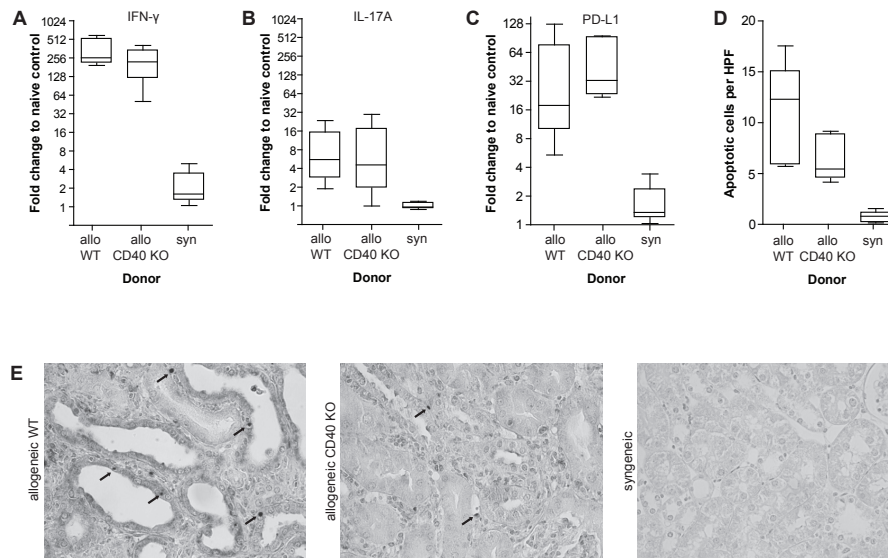 A
IFN-γ
Fold change to naive control
1024
512
256
128
64
32
16
8
4
2
1
allo WT
allo CD40 KO
syn
Donor
B
IL-17A
Fold change to naive control
1024
512
256
128
64
32
16
8
4
2
1
allo WT
allo CD40 KO
syn
Donor
C
PD-L1
Fold change to naive control
128
64
32
16
8
4
2
1
allo WT
allo CD40 KO
syn
Donor
D
Apoptotic cells per HPF
20
15
10
5
0
allo WT
allo CD40 KO
syn
Donor
E
allogeneic WT
allogeneic CD40 KO
syngeneic